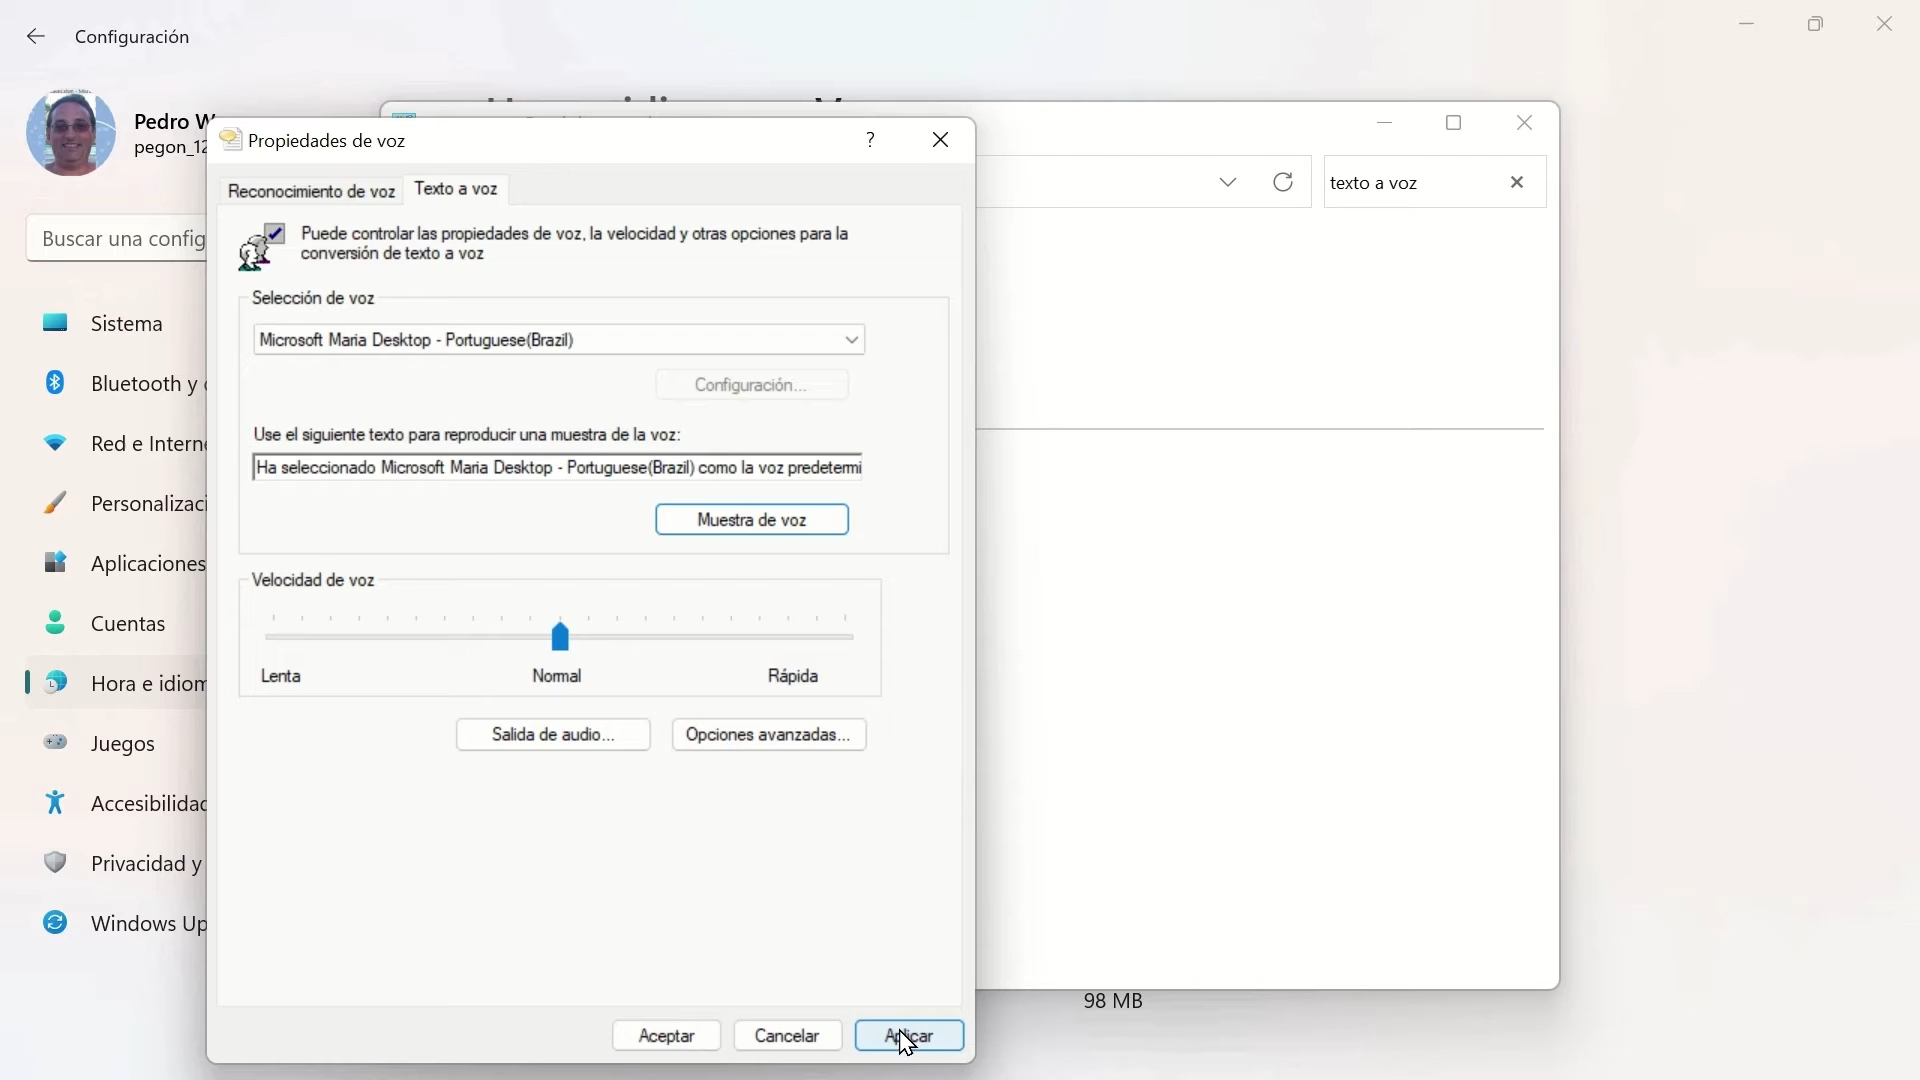 Configuración
Pedro W
pegon_12
Buscar una config
Sistema
Bluetooth y
Red e Intern
Personalizaci
Aplicaciones
Cuentas
Hora e idiom
Juegos
Accesibilidad
Privacidad y
Windows Up
Propiedades de voz
?
Reconocimiento de voz
Texto a voz
Puede controlar las propiedades de voz, la velocidad y otras opciones para la
conversión de texto a voz
Selección de voz
Microsoft Maria Desktop - Portuguese(Brazil)
Configuración...
Use el siguiente texto para reproducir una muestra de la voz:
Ha seleccionado Microsoft Maria Desktop - Portuguese(Brazil) como la voz predetermi
Muestra de voz
Velocidad de voz
Lenta
Normal
Rápida
Salida de audio...
Opciones avanzadas...
Aceptar
Cancelar
Aplicar
texto a voz
98 MB